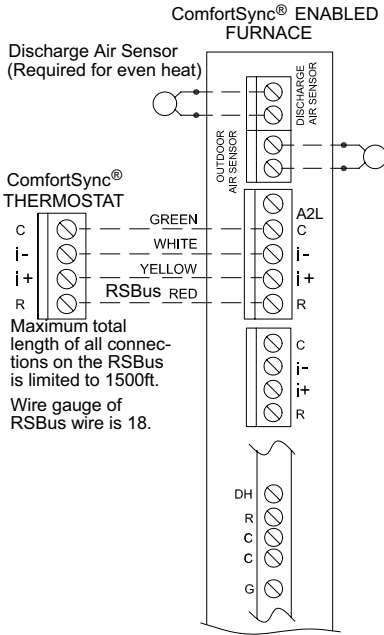 ComfortSync® ENABLED
FURNACE
Discharge Air Sensor
(Required for even heat)
DISCHARGE
AIR SENSOR
OUTDOOR
AIR SENSOR
ComfortSync®
THERMOSTAT
A2L
C GREEN C
i- WHITE i-
i+ YELLOW i+
R RSBus RED R
Maximum total
length of all connec-
tions on the RSBus
is limited to 1500ft.
Wire gauge of
RSBus wire is 18.
C
i-
i+
R
DH
R
C
C
G